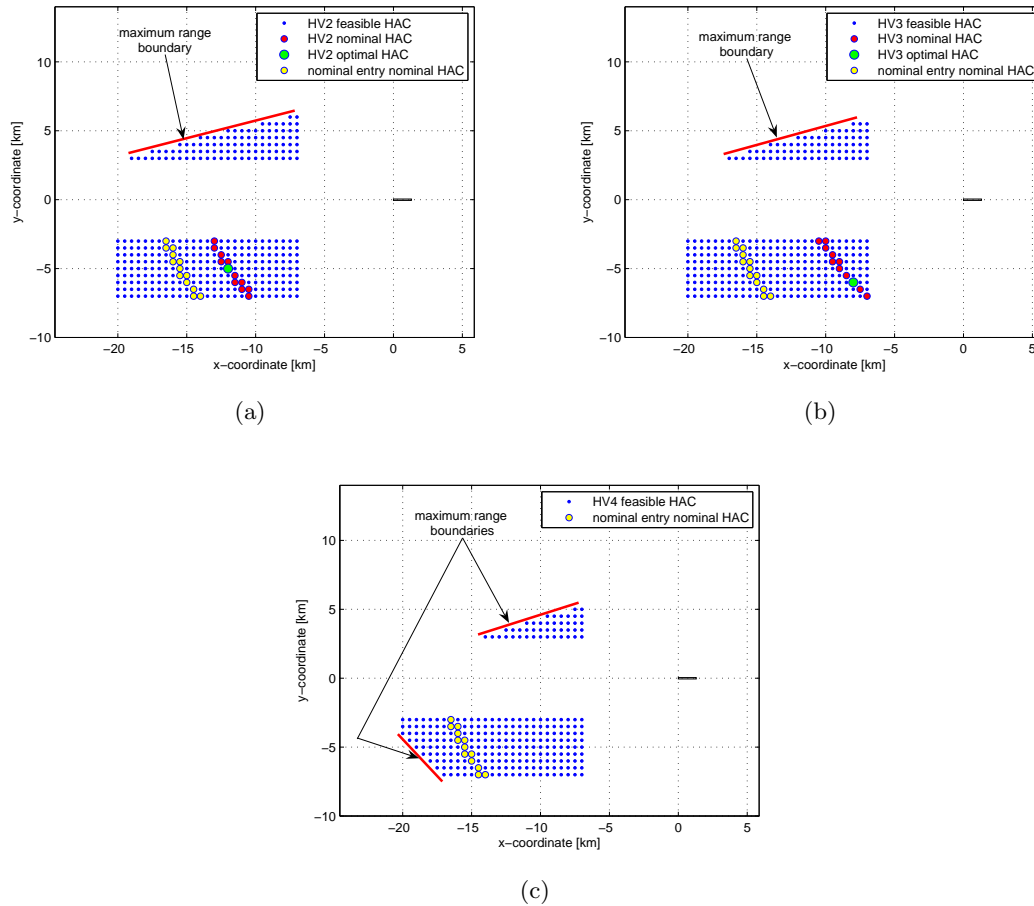 maximum range
boundary
HV2 feasible HAC
HV2 nominal HAC
HV2 optimal HAC
nominal entry nominal HAC
10
5
0
−5
−10
y−coordinate [km]
−20
−15
−10
−5
0
5
x−coordinate [km]
(a)
maximum range
boundary
HV3 feasible HAC
HV3 nominal HAC
HV3 optimal HAC
nominal entry nominal HAC
10
5
0
−5
−10
y−coordinate [km]
−20
−15
−10
−5
0
5
x−coordinate [km]
(b)
maximum range
boundaries
HV4 feasible HAC
nominal entry nominal HAC
10
5
0
−5
−10
y−coordinate [km]
−20
−15
−10
−5
0
5
x−coordinate [km]
(c)